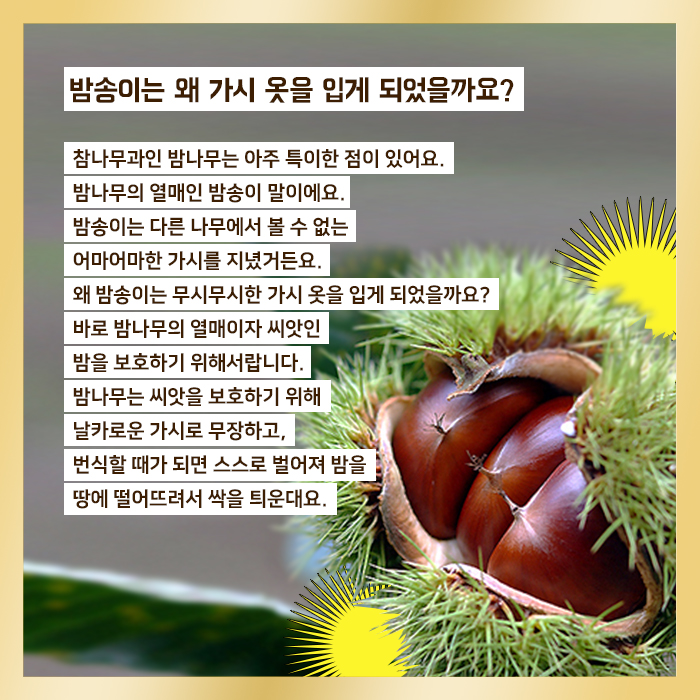 밤송이는 왜 가시 옷을 입게 되었을까요?
참나무과인 밤나무는 아주 특이한 점이 있어요.
밤나무의 열매인 밤송이 말이에요.
밤송이는 다른 나무에서 볼 수 없는
어마어마한 가시를 지녔거든요.
왜 밤송이는 무시무시한 가시 옷을 입게 되었을까요?
바로 밤나무의 열매이자 씨앗인
밤을 보호하기 위해서랍니다.
밤나무는 씨앗을 보호하기 위해
날카로운 가시로 무장하고,
번식할 때가 되면 스스로 벌어져 밤을
땅에 떨어뜨려서 싹을 틔운대요.